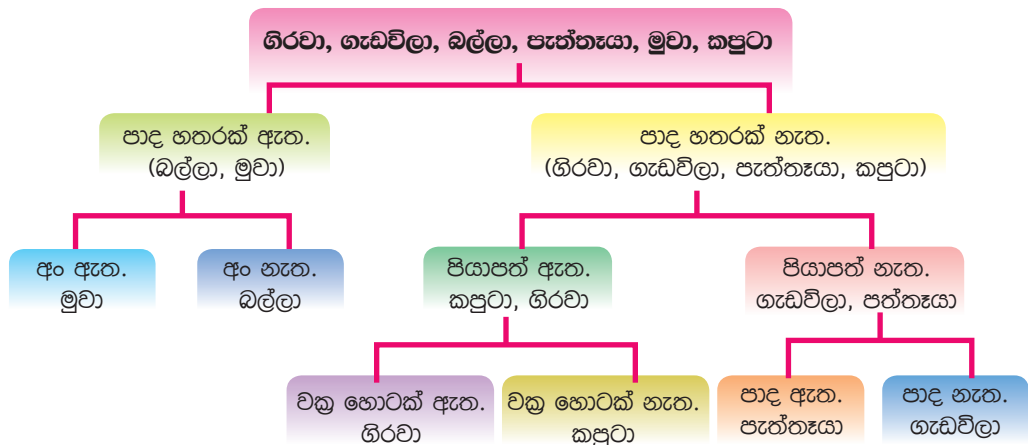 ගිරවා, ගැඩවිලා, බල්ලා, පැත්තෑයා, මුවා, කපුටා
පාද හතරක් ඇත.
(බල්ලා, මුවා)
පාද හතරක් නැත.
(ගිරවා, ගැඩවිලා, පැත්තෑයා, කපුටා)
අං ඇත.
මුවා
අං නැත.
බල්ලා
පියාපත් ඇත.
කපුටා, ගිරවා
පියාපත් නැත.
ගැඩවිලා, පත්තෑයා
වක්‍ර හොටක් ඇත.
ගිරවා
වක්‍ර හොටක් නැත.
කපුටා
පාද ඇත.
පැත්තෑයා
පාද නැත.
ගැඩවිලා